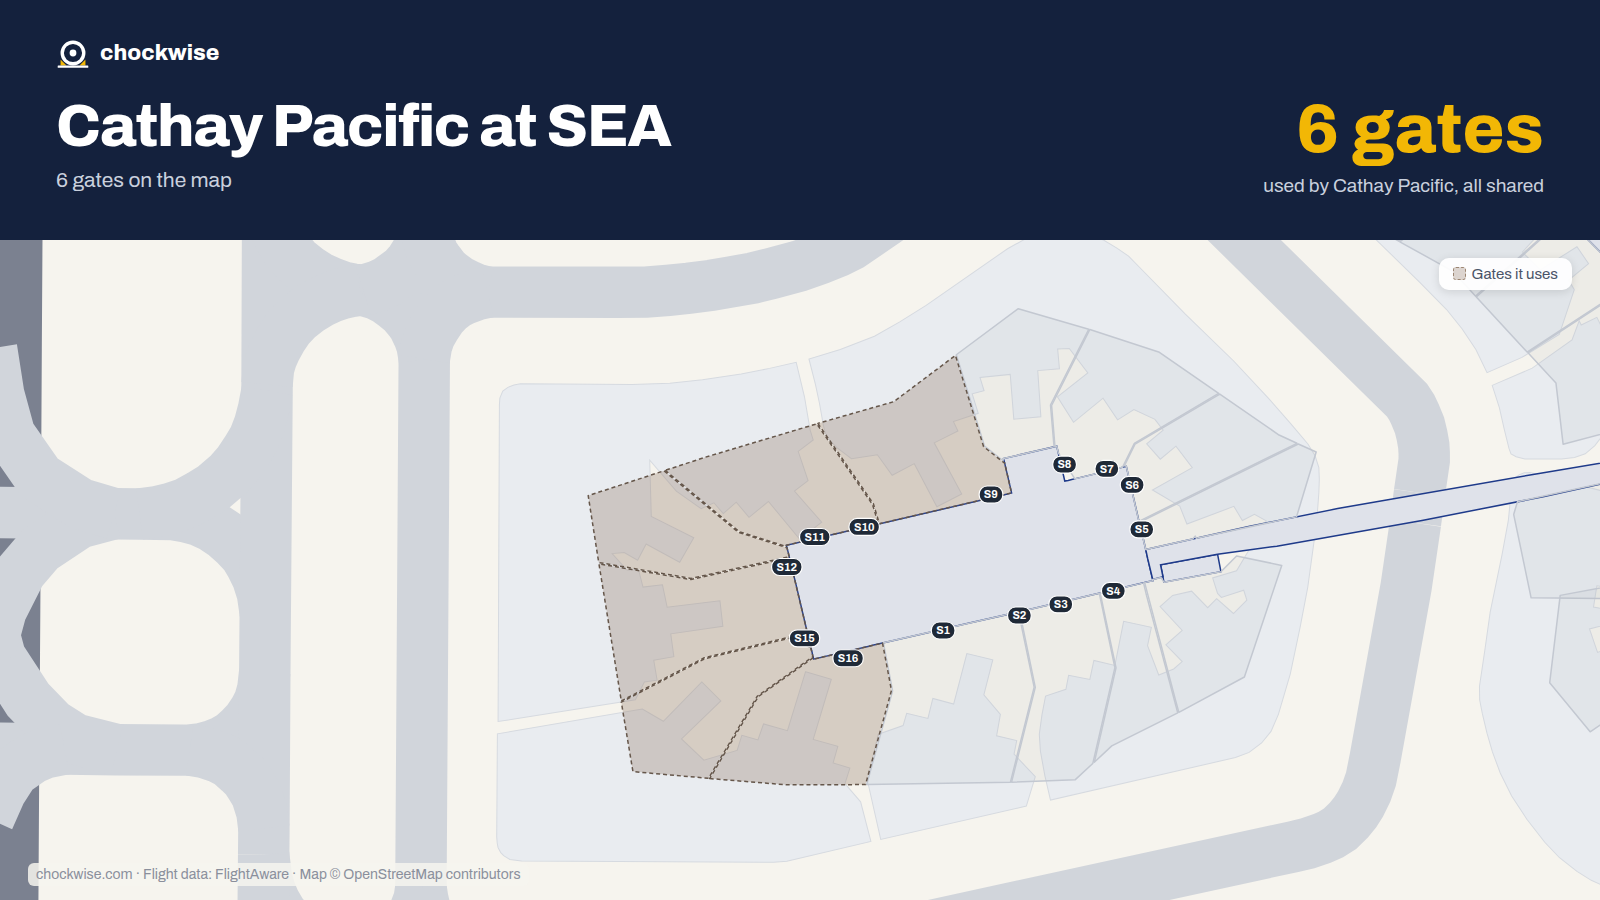 chockwise
Cathay Pacific at SEA
6 gates on the map
6 gates
used by Cathay Pacific, all shared
Gates it uses
S8
S7
S6
S9
S10
S5
S11
S12
S4
S3
S2
S1
S15
S16
chockwise.com · Flight data: FlightAware · Map © OpenStreetMap contributors